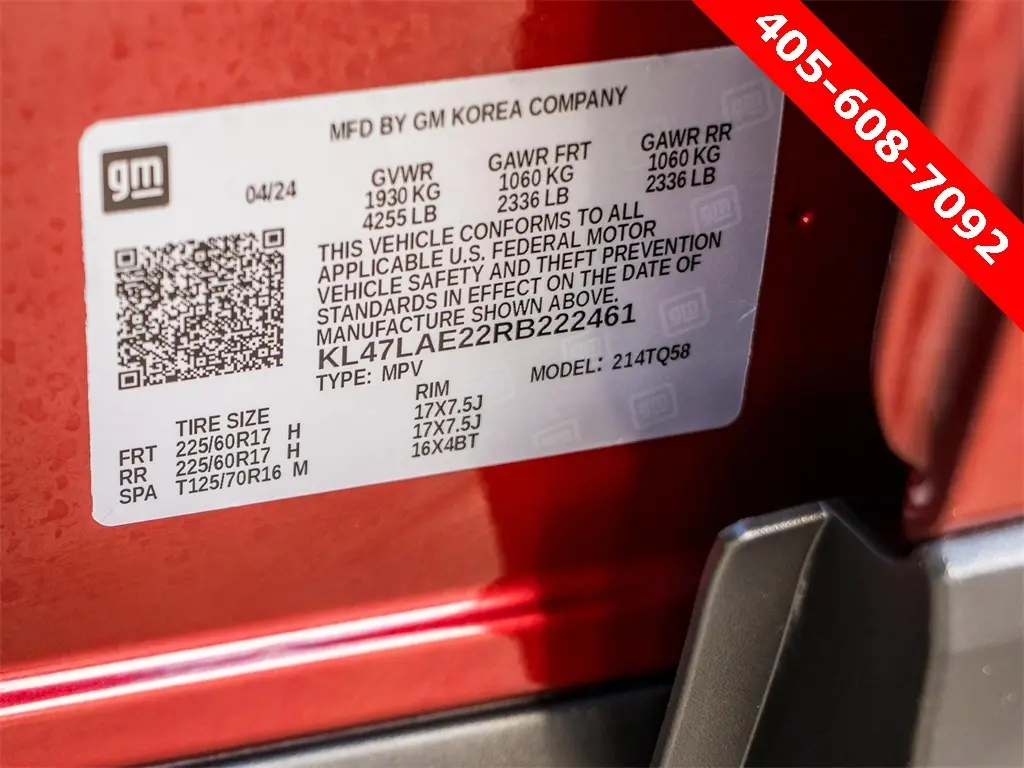 405-608-7092
MFD BY GM KOREA COMPANY
gm
04/24
GVWR
1930 KG
4255 LB
GAWR FRT
1060 KG
2336 LB
GAWR RR
1060 KG
2336 LB
THIS VEHICLE CONFORMS TO ALL
APPLICABLE U.S. FEDERAL MOTOR
VEHICLE SAFETY AND THEFT PREVENTION
STANDARDS IN EFFECT ON THE DATE OF
MANUFACTURE SHOWN ABOVE.
KL47LAE22RB222461
TYPE: MPV
MODEL: 214TQ58
TIRE SIZE
RIM
FRT 225/60R17 H 17X7.5J
RR 225/60R17 H 17X7.5J
SPA T125/70R16 M 16X4BT